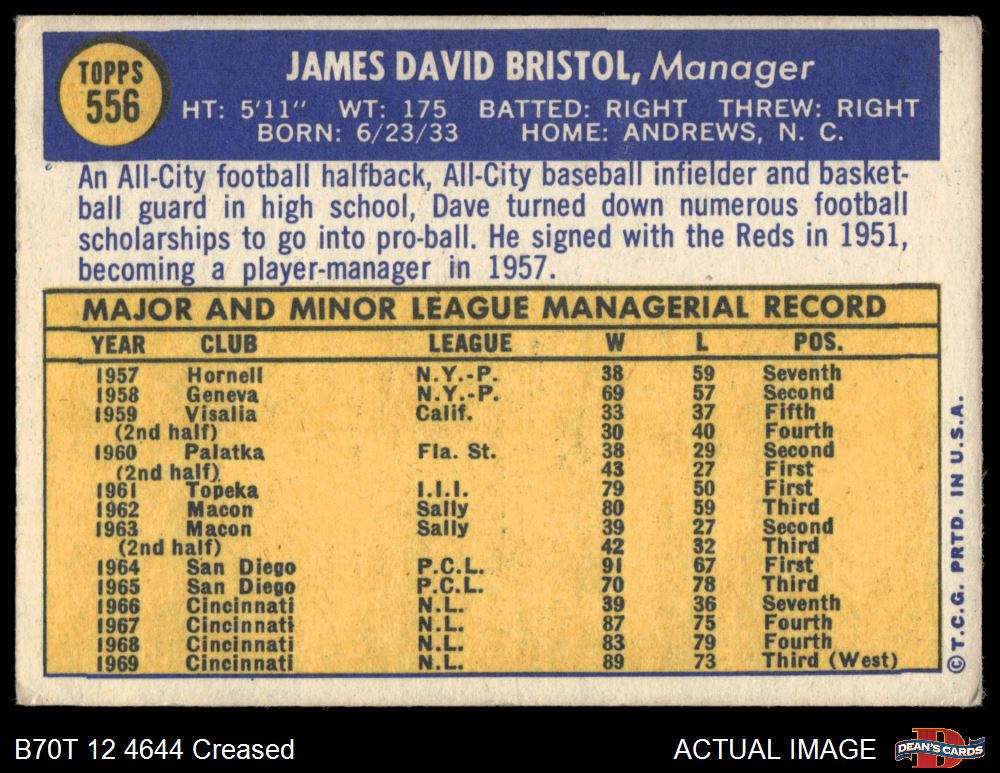 TOPPS
556
JAMES DAVID BRISTOL, Manager
HT: 5'11" WT: 175 BATTED: RIGHT THREW: RIGHT
BORN: 6/23/33 HOME: ANDREWS, N. C.
An All-City football halfback, All-City baseball infielder and basket-
ball guard in high school, Dave turned down numerous football
scholarships to go into pro-ball. He signed with the Reds in 1951,
becoming a player-manager in 1957.
MAJOR AND MINOR LEAGUE MANAGERIAL RECORD
YEAR CLUB LEAGUE W L POS.
1957 Hornell N.Y.-P. 38 59 Seventh
1958 Geneva N.Y.-P. 69 57 Second
1959 Visalia Calif. 33 37 Fifth
(2nd half) 30 40 Fourth
1960 Palatka Fla. St. 38 29 Second
(2nd half) 43 27 First
1961 Topeka I.I.I. 79 50 First
1962 Macon Sally 80 59 Third
1963 Macon Sally 39 27 Second
(2nd half) 42 32 Third
1964 San Diego P.C.L. 91 67 First
1965 San Diego P.C.L. 70 78 Third
1966 Cincinnati N.L. 39 36 Seventh
1967 Cincinnati N.L. 87 75 Fourth
1968 Cincinnati N.L. 83 79 Fourth
1969 Cincinnati N.L. 89 73 Third (West)
© T.C.G. PRTD. IN U.S.A.
B70T 12 4644 Creased
ACTUAL IMAGE
DEAN'S CARDS